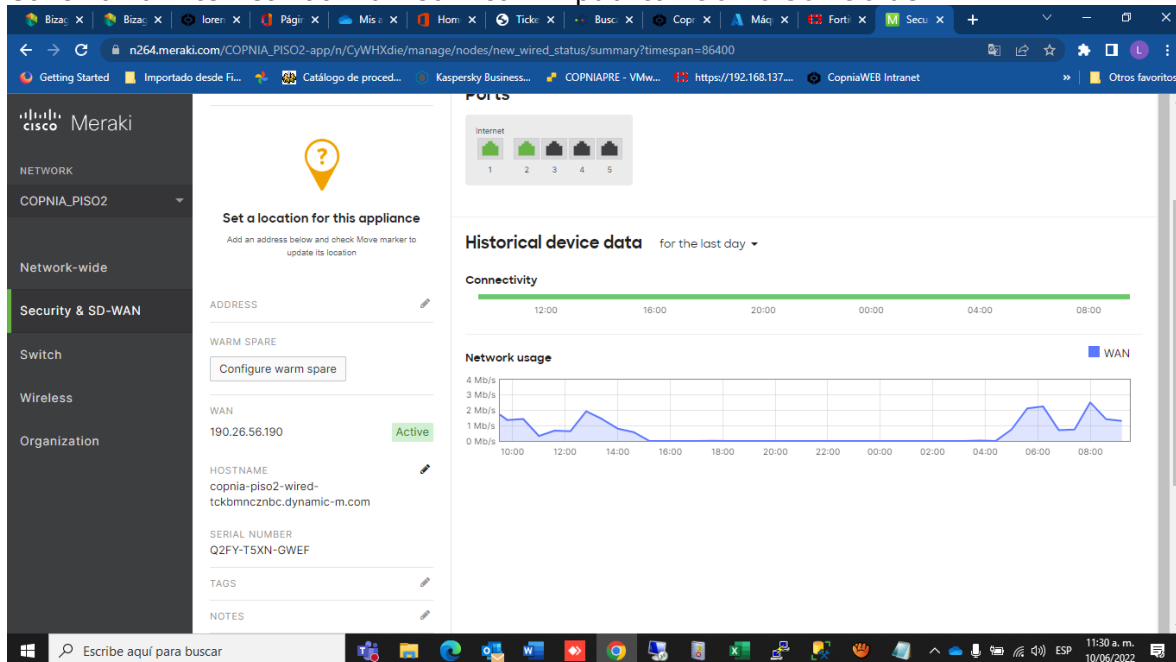 Bizag
Bizag
loren
Págir
Mis a
Hom
Ticke
Busca
Copr
Máq
Forti
Secu
n264.meraki.com/COPNIA_PISO2-app/n/CyWHXdie/manage/nodes/new_wired_status/summary?timespan=86400
L
Getting Started
Importado desde Fi...
Catálogo de proced...
Kaspersky Business...
COPNIAPRE - VMw...
https://192.168.137....
CopniaWEB Intranet
»
Otros favoritos
cisco Meraki
NETWORK
COPNIA_PISO2
Network-wide
Security & SD-WAN
Switch
Wireless
Organization
?
Set a location for this appliance
Add an address below and check Move marker to
update its location
ADDRESS
WARM SPARE
Configure warm spare
WAN
190.26.56.190
Active
HOSTNAME
copnia-piso2-wired-
tckbmncznbc.dynamic-m.com
SERIAL NUMBER
Q2FY-T5XN-GWEF
TAGS
NOTES
Ports
Internet
1 2 3 4 5
Historical device data for the last day
Connectivity
12:00 16:00 20:00 00:00 04:00 08:00
Network usage
WAN
4 Mb/s
3 Mb/s
2 Mb/s
1 Mb/s
0 Mb/s
10:00 12:00 14:00 16:00 18:00 20:00 22:00 00:00 02:00 04:00 06:00 08:00
Escribe aquí para buscar
ESP
11:30 a. m.
10/06/2022